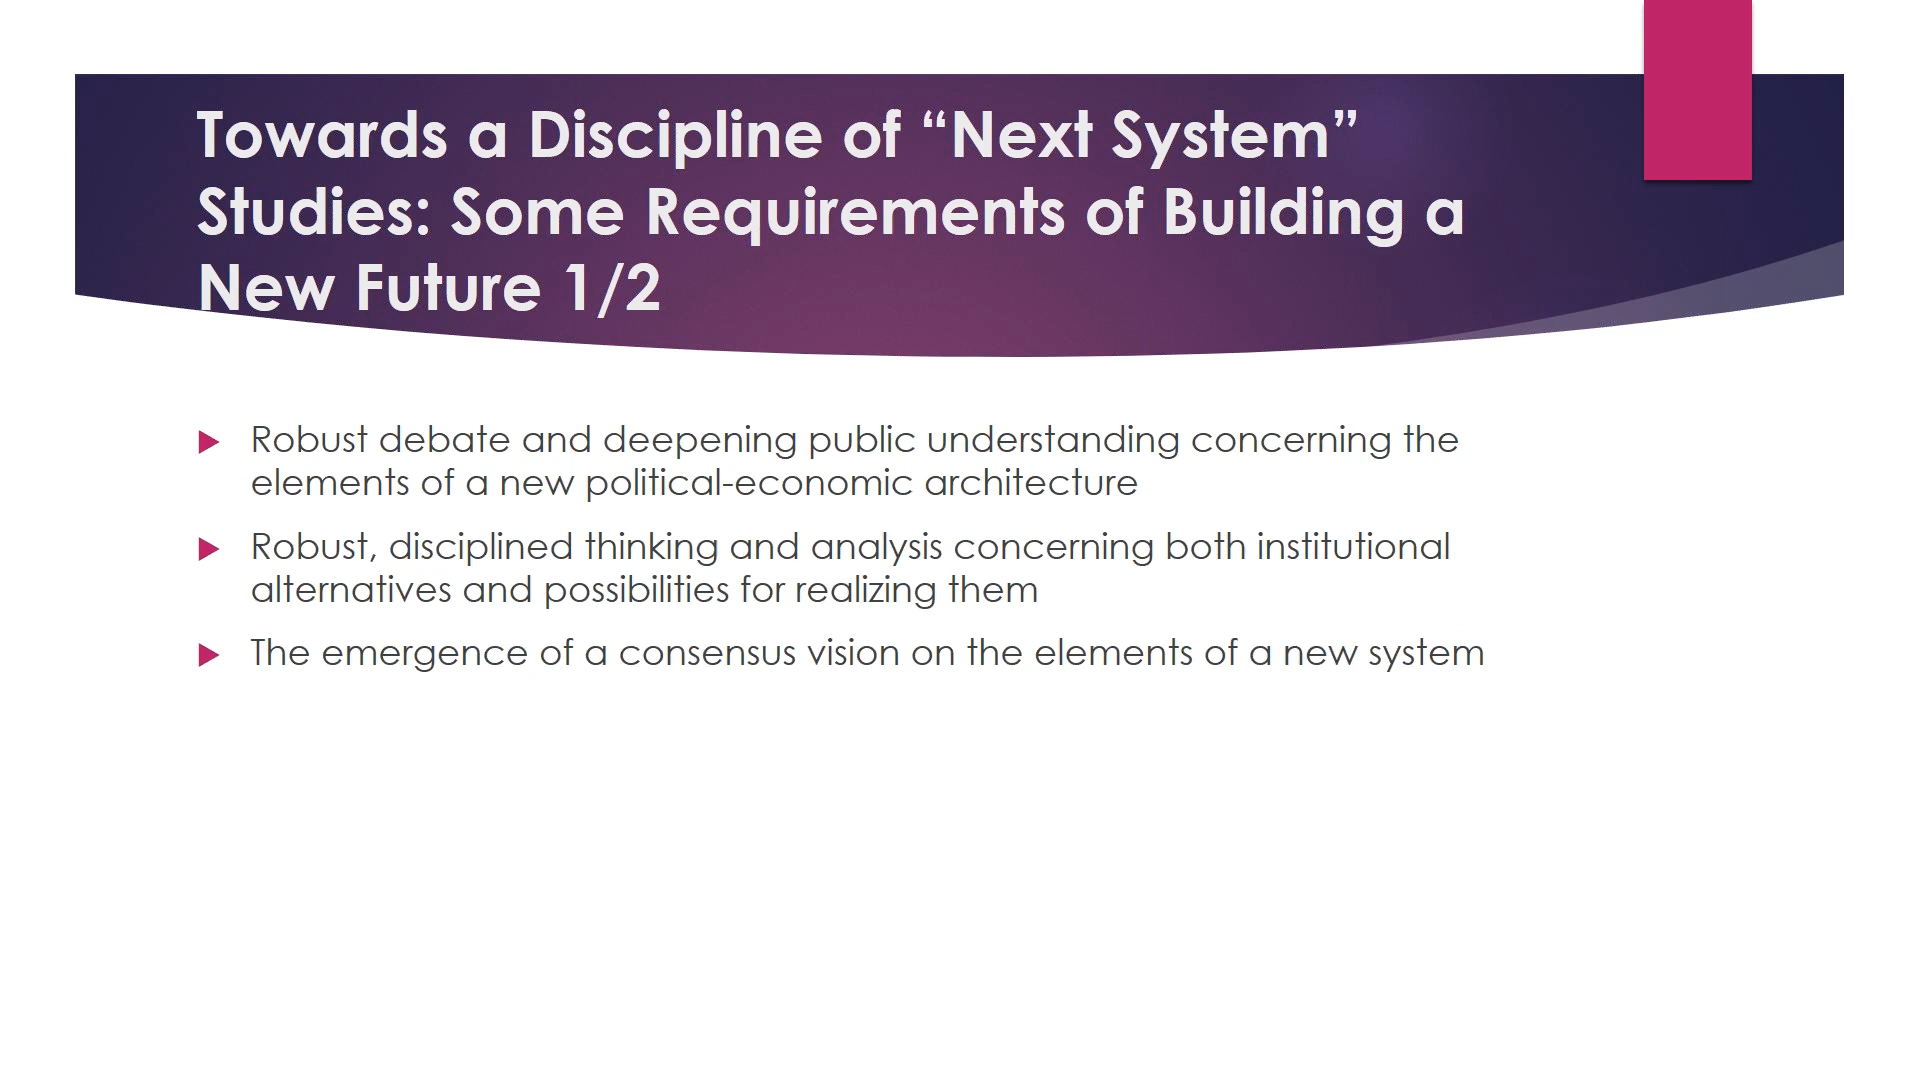 Towards a Discipline of “Next System”
Studies: Some Requirements of Building a
New Future 1/2
Robust debate and deepening public understanding concerning the
elements of a new political-economic architecture
Robust, disciplined thinking and analysis concerning both institutional
alternatives and possibilities for realizing them
The emergence of a consensus vision on the elements of a new system